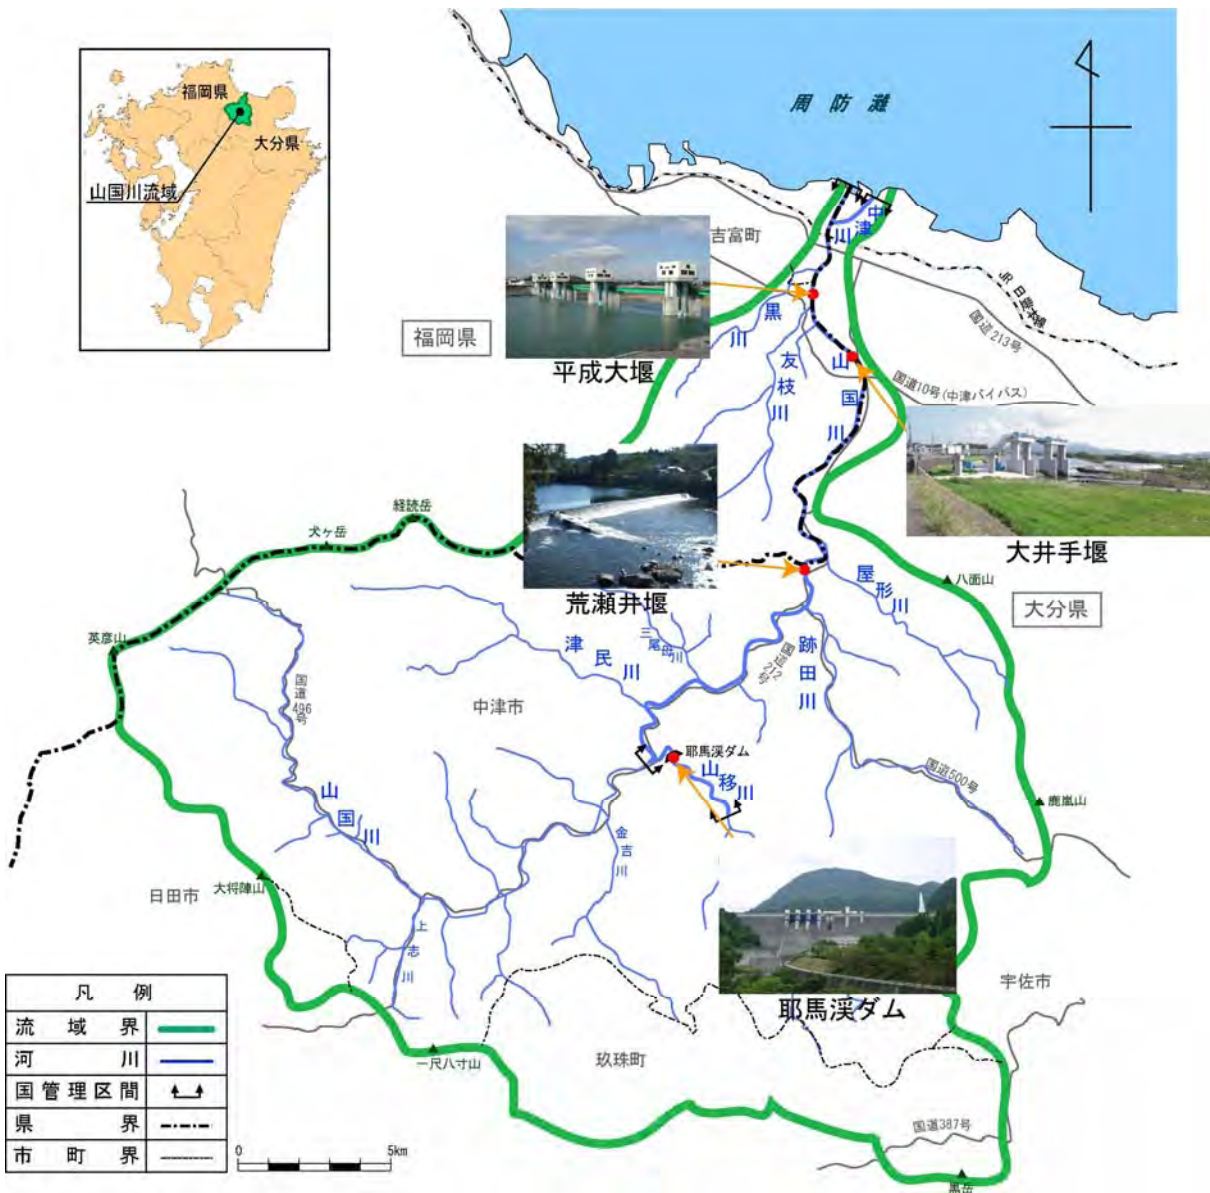 福岡県
大分県
山国川流域
周防灘
吉富町
中津川
JR日豊本線
国道213号
福岡県
平成大堰
黒川
友枝川
山国川
国道10号(中津バイパス)
大井手堰
経読岳
犬ヶ岳
荒瀬井堰
八面山
屋形川
大分県
英彦山
津民川
三尾母川
国道212号
跡田川
国道496号
中津市
耶馬渓ダム
山移川
国道500号
鹿嵐山
山国川
金吉川
大将陣山
日田市
上志川
耶馬渓ダム
宇佐市
玖珠町
一尺八寸山
国道387号
黒岳
凡例
流域界
河川
国管理区間
県界
市町界
0
5km